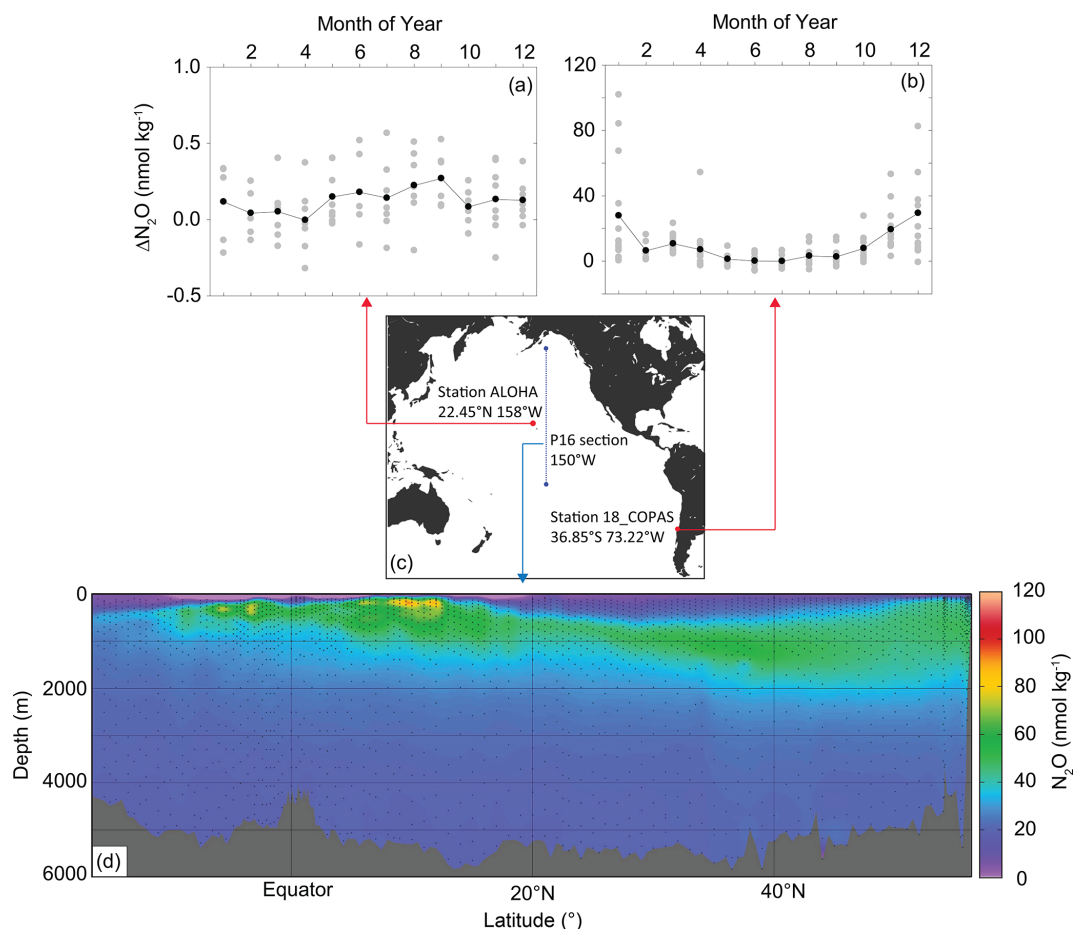 Month of Year
2 4 6 8 10 12
1.0
0.5
0.0
-0.5
ΔN₂O (nmol kg⁻¹)
(a)
Month of Year
2 4 6 8 10 12
120
80
40
0
(b)
Station ALOHA
22.45°N 158°W
P16 section
150°W
Station 18_COPAS
36.85°S 73.22°W
(c)
0
2000
4000
6000
Depth (m)
(d)
Equator 20°N 40°N
Latitude (°)
120
100
80
60
40
20
0
N₂O (nmol kg⁻¹)